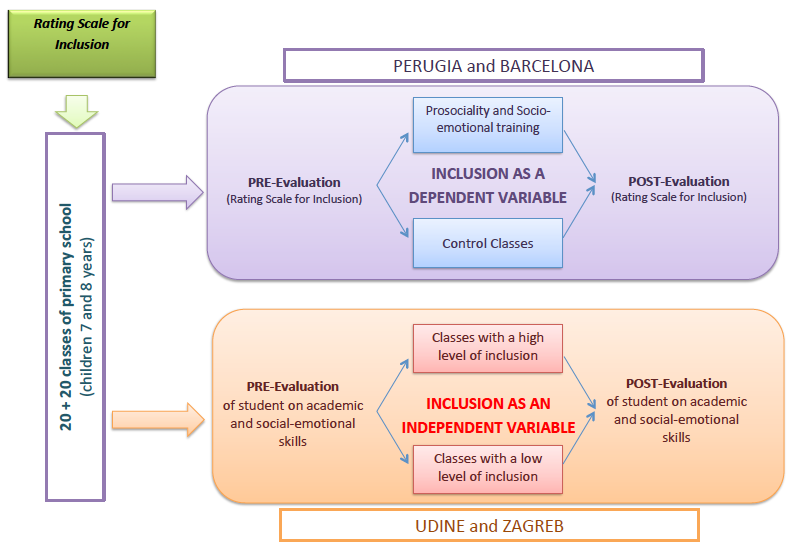 Rating Scale for
Inclusion
20 + 20 classes of primary school
(children 7 and 8 years)
PERUGIA and BARCELONA
PRE-Evaluation
(Rating Scale for Inclusion)
Prosociality and Socio-
emotional training
INCLUSION AS A
DEPENDENT VARIABLE
Control Classes
POST-Evaluation
(Rating Scale for Inclusion)
PRE-Evaluation
of student on academic
and social-emotional
skills
Classes with a high
level of inclusion
INCLUSION AS AN
INDEPENDENT VARIABLE
Classes with a low
level of inclusion
POST-Evaluation
of student on academic
and social-emotional
skills
UDINE and ZAGREB